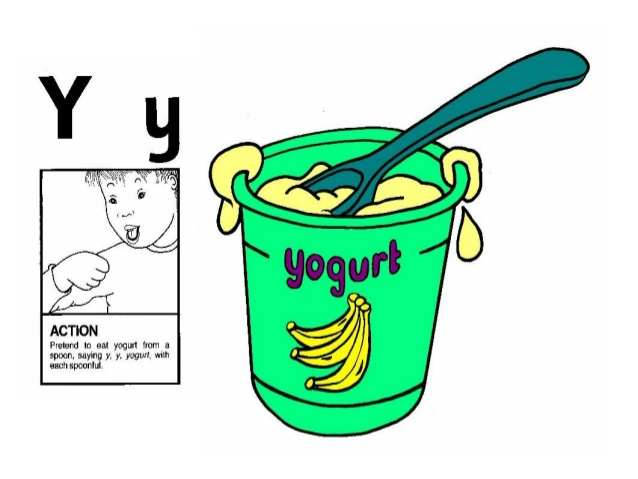 Y y
ACTION
Pretend to eat yogurt from a
spoon, saying y, y, yogurt, with
each spoonful.
yogurt